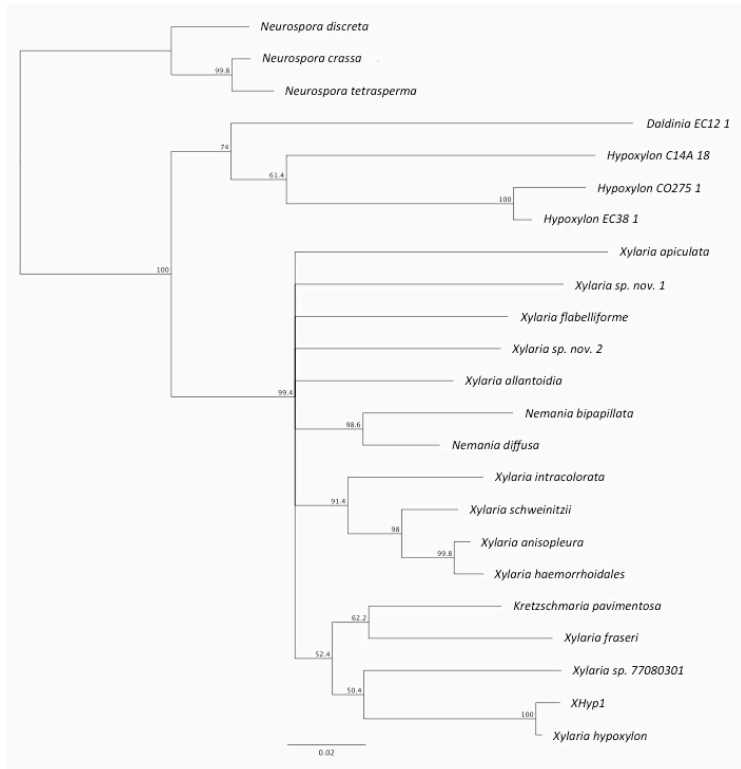 Neurospora discreta
Neurospora crassa
99.8
Neurospora tetrasperma
Daldinia EC12 1
74
Hypoxylon C14A 18
61.4
Hypoxylon CO275 1
100
Hypoxylon EC38 1
Xylaria apiculata
100
Xylaria sp. nov. 1
Xylaria flabelliforme
Xylaria sp. nov. 2
Xylaria allantoidia
99.4
Nemania bipapillata
98.6
Nemania diffusa
Xylaria intracolorata
91.4
Xylaria schweinitzii
98
Xylaria anisopleura
99.8
Xylaria haemorrhoidales
Kretzschmaria pavimentosa
62.2
Xylaria fraseri
52.4
Xylaria sp. 77080301
50.4
XHyp1
100
Xylaria hypoxylon
0.02